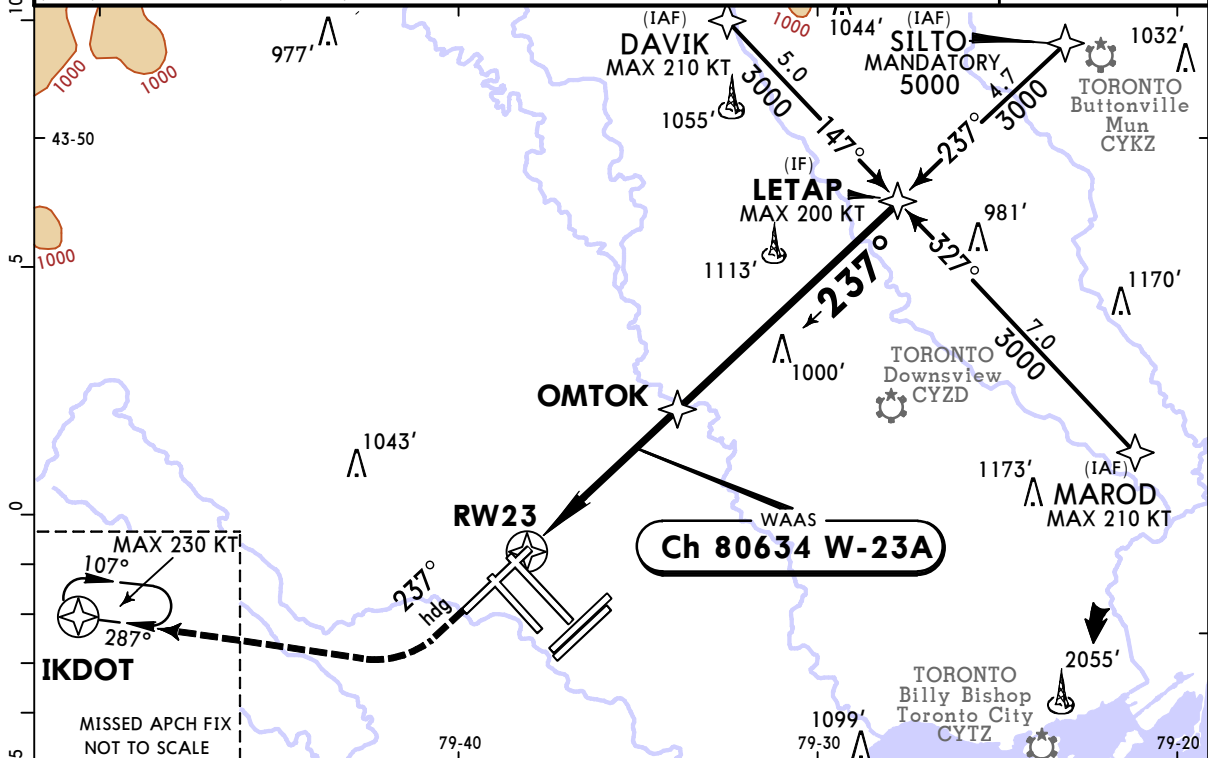 10
1000
1000
977'
(IAF)
DAVIK
MAX 210 KT
5.0
3000
147°
1055'
1000
1044'
(IAF)
SILTO
MANDATORY
5000
4.7
3000
237°
1032'
TORONTO
Buttonville
Mun
CYKZ
43-50
(IF)
LETAP
MAX 200 KT
981'
327°
1113'
237°
1000
5
1170'
7.0
3000
1000'
TORONTO
Downsview
CYZD
OMTOK
1043'
1173'
(IAF)
MAROD
MAX 210 KT
0
RW23
WAAS
Ch 80634 W-23A
MAX 230 KT
107°
287°
IKDOT
237°
hdg
MISSED APCH FIX
NOT TO SCALE
2055'
TORONTO
Billy Bishop
Toronto City
CYTZ
1099'
5
79-40
79-30
79-20